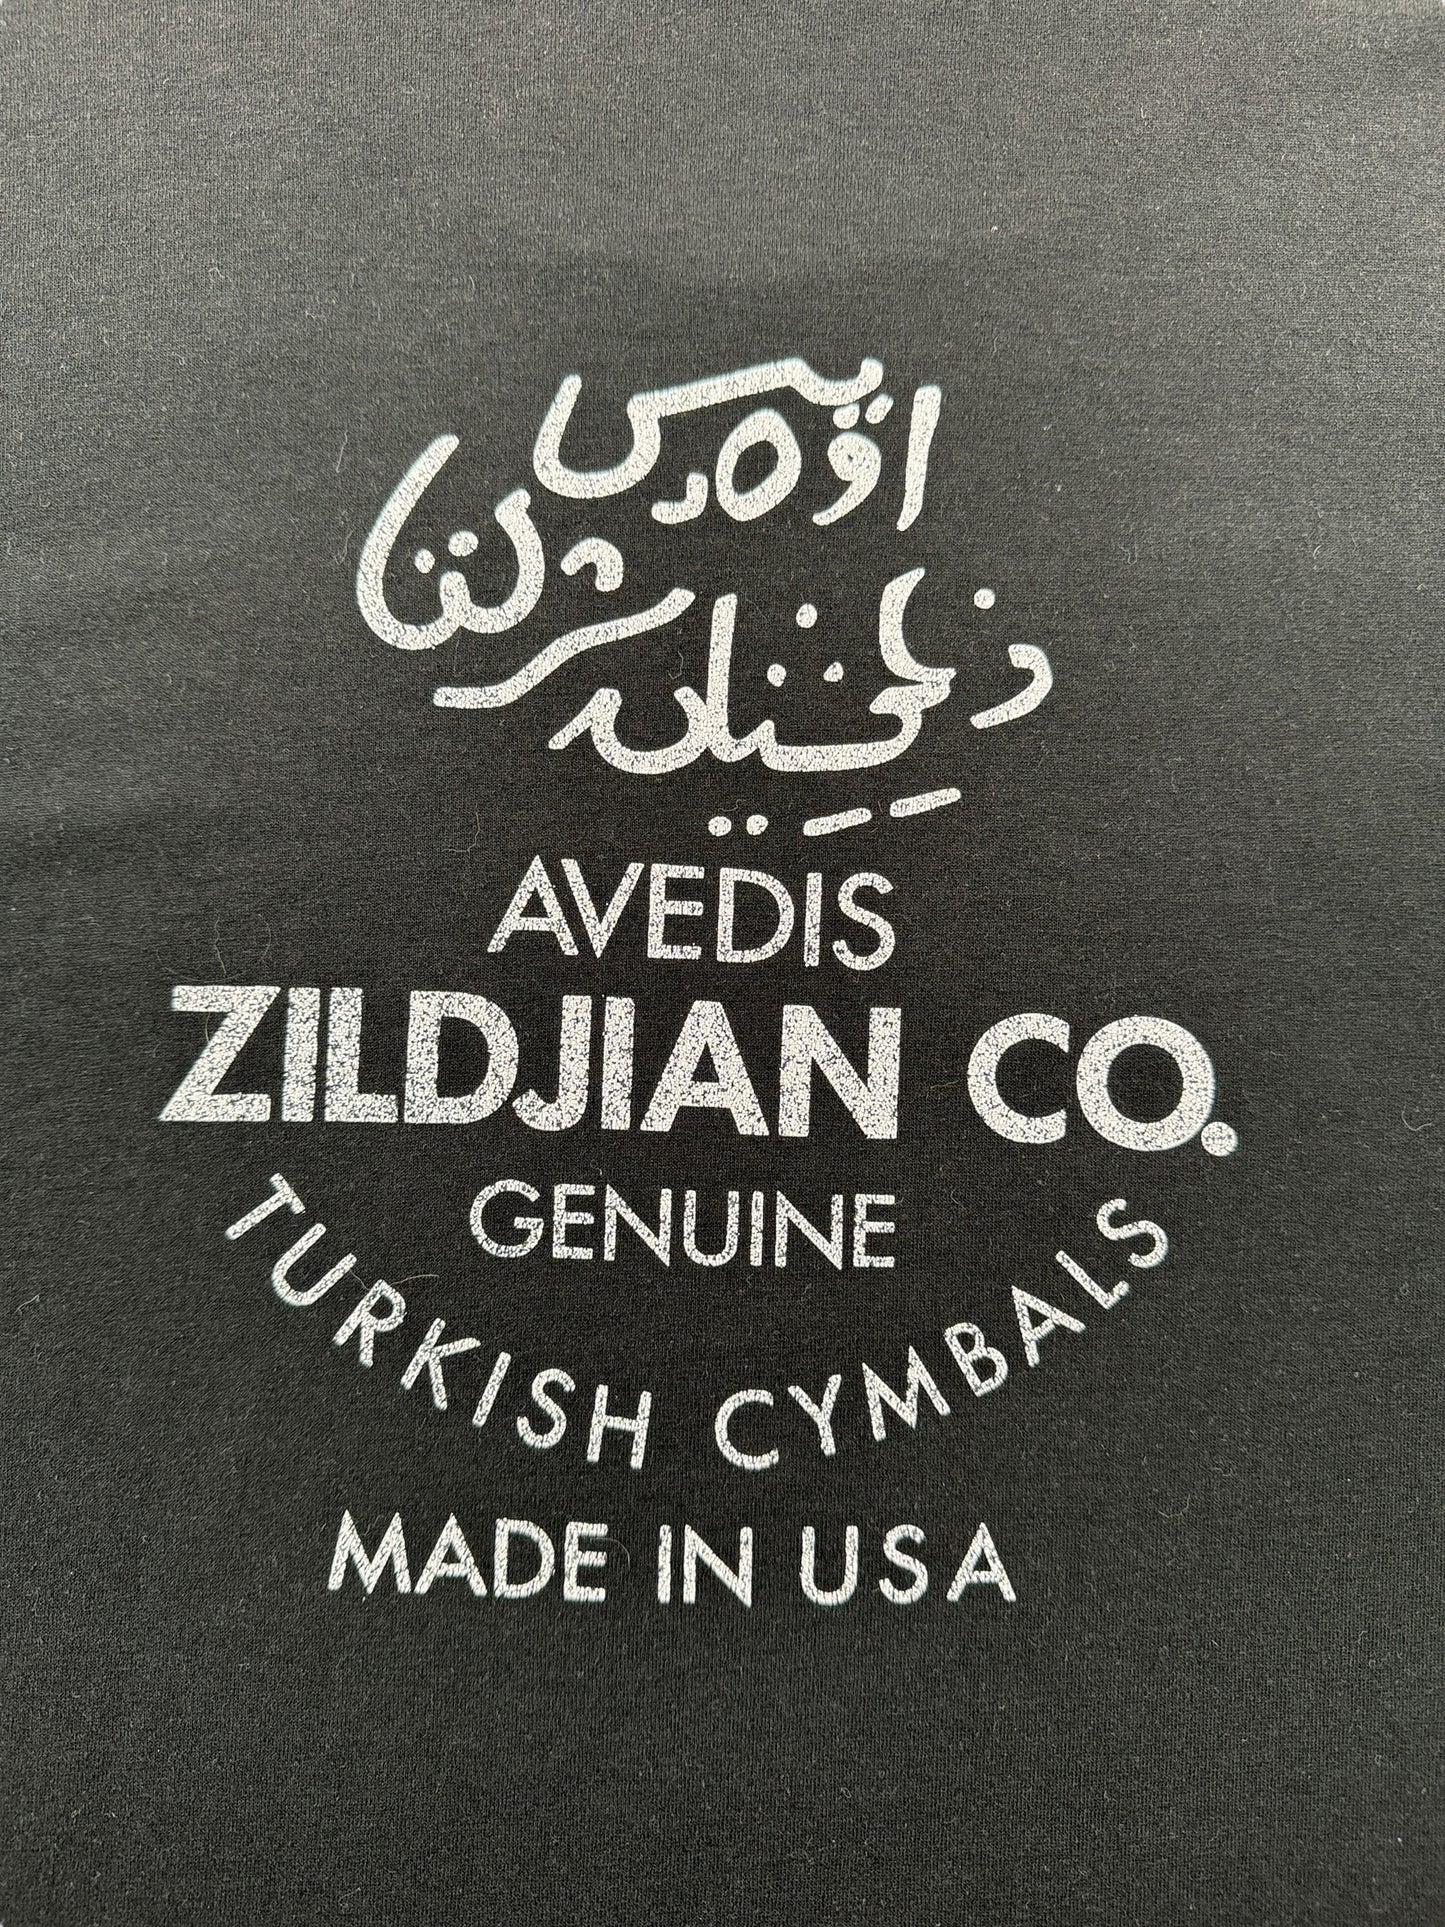 AVEDIS
ZILDJIAN CO.
GENUINE
TURKISH CYMBALS
MADE IN USA